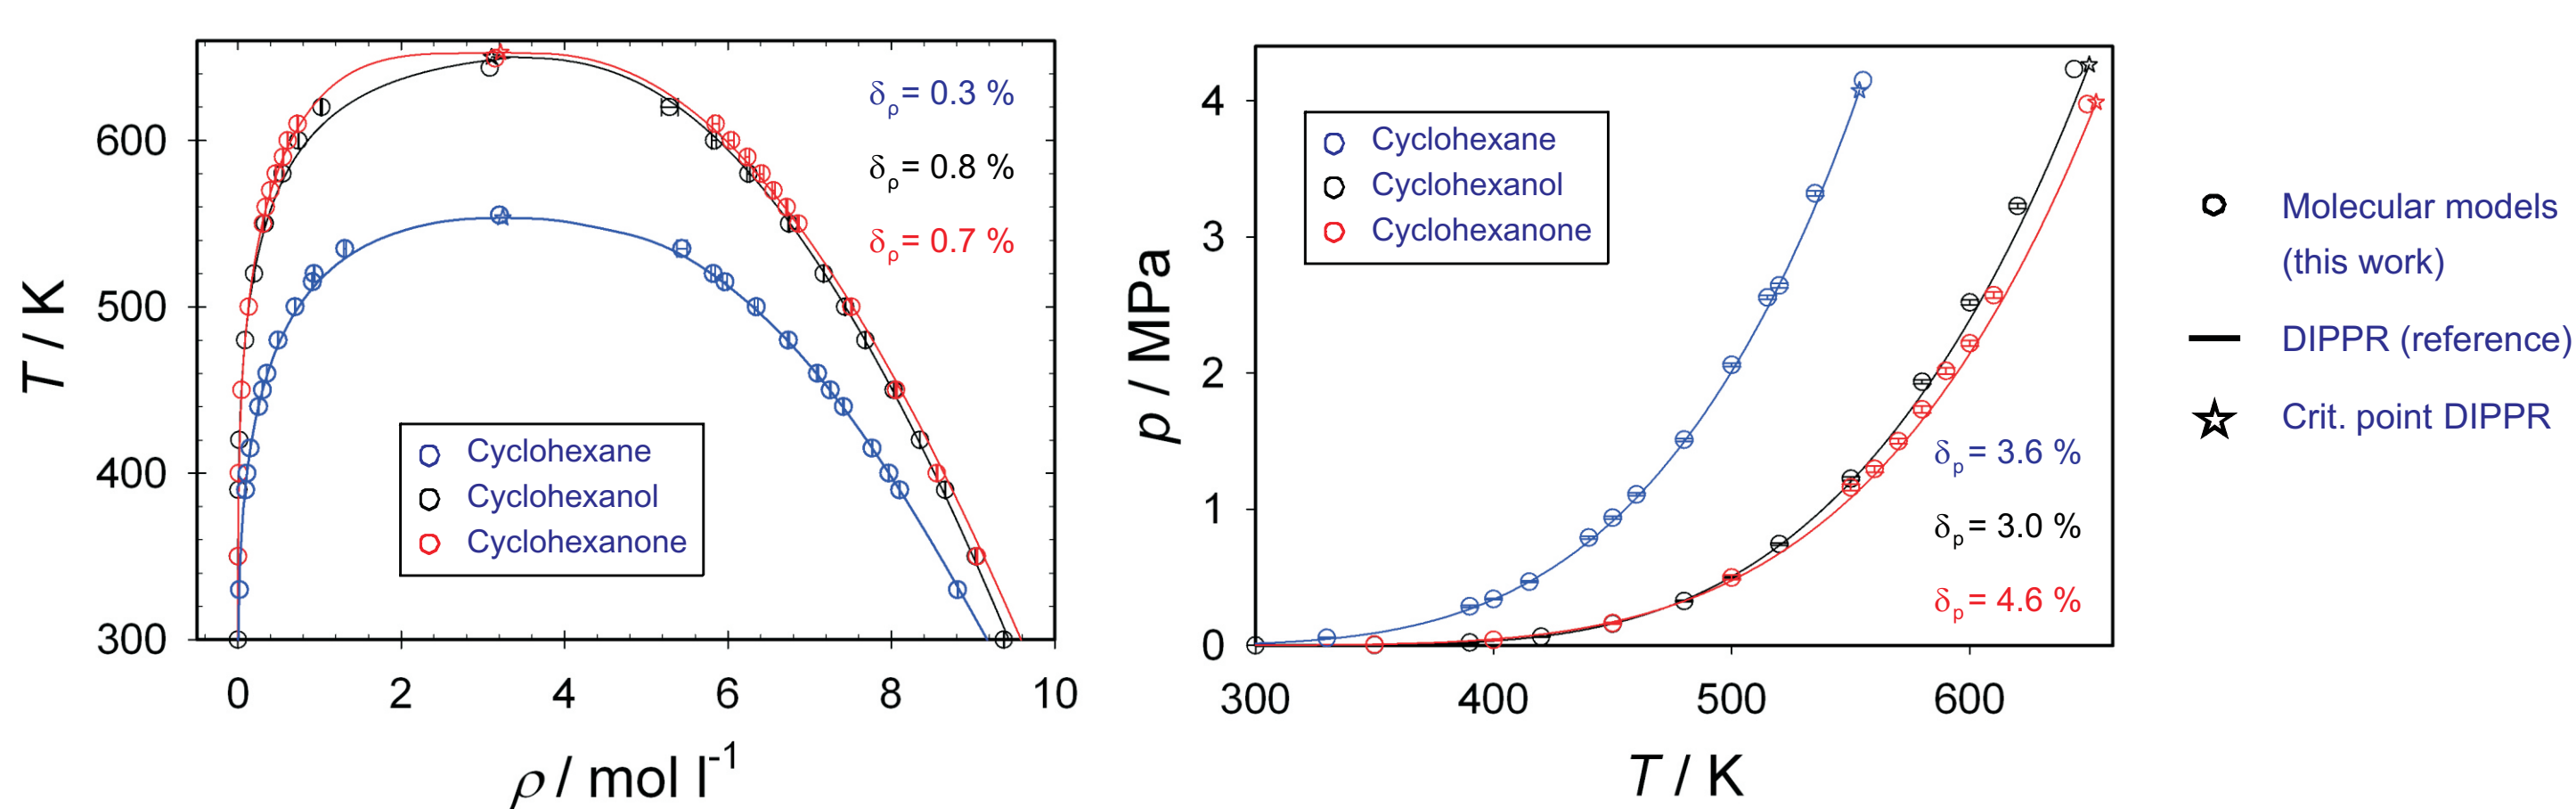 T / K
600
500
400
300
0 2 4 6 8 10
ρ / mol l⁻¹
δρ = 0.3 %
δρ = 0.8 %
δρ = 0.7 %
Cyclohexane
Cyclohexanol
Cyclohexanone
p / MPa
4
3
2
1
0
300 400 500 600
T / K
Cyclohexane
Cyclohexanol
Cyclohexanone
δp = 3.6 %
δp = 3.0 %
δp = 4.6 %
Molecular models
(this work)
DIPPR (reference)
Crit. point DIPPR